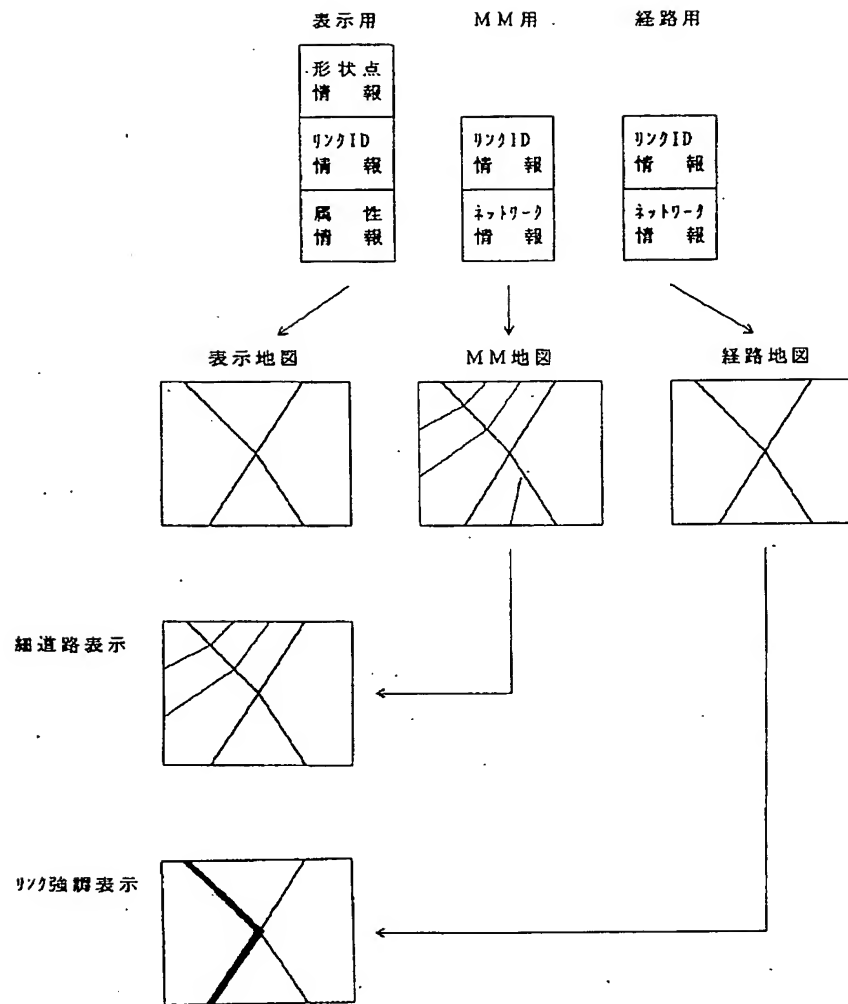 表示用 MM用 経路用
形状点
情報
リンクID
情報
属性
情報
リンクID
情報
ネットワーク
情報
リンクID
情報
ネットワーク
情報
表示地図 MM地図 経路地図
細道路表示
リンク強調表示